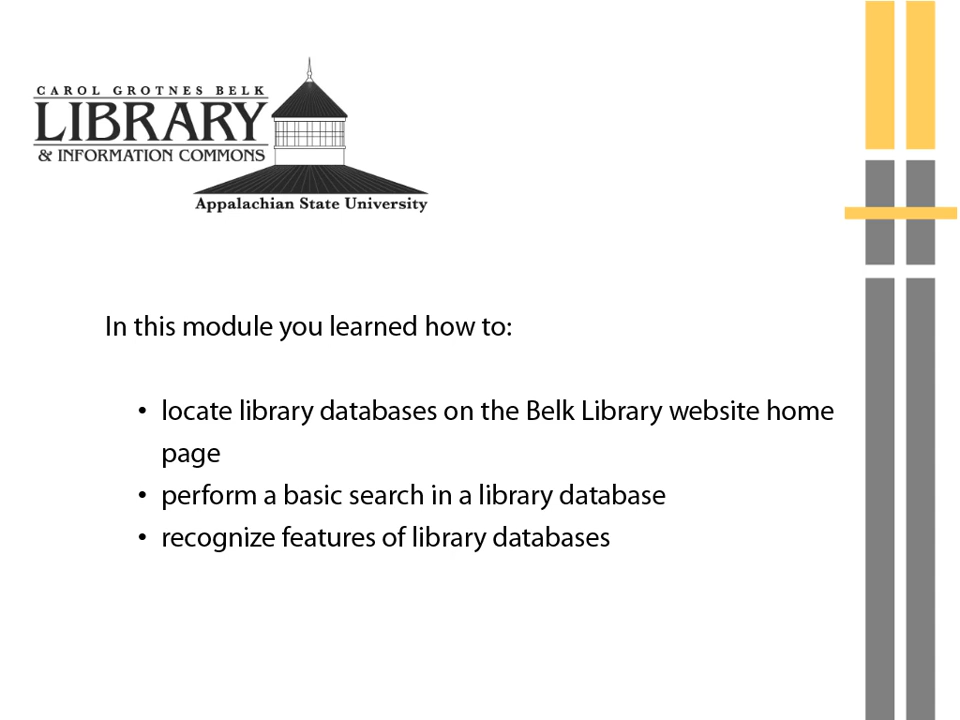 CAROL GROTNES BELK
LIBRARY
& INFORMATION COMMONS
Appalachian State University
In this module you learned how to:
• locate library databases on the Belk Library website home
page
• perform a basic search in a library database
• recognize features of library databases